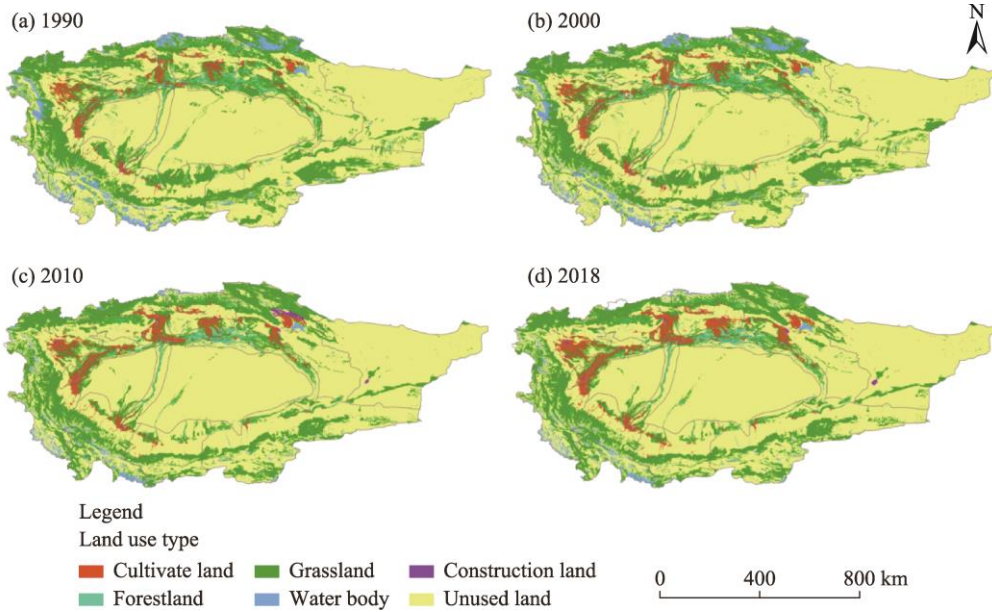 (a) 1990
(b) 2000
N
(c) 2010
(d) 2018
Legend
Land use type
Cultivate land
Grassland
Construction land
Forestland
Water body
Unused land
0 400 800 km